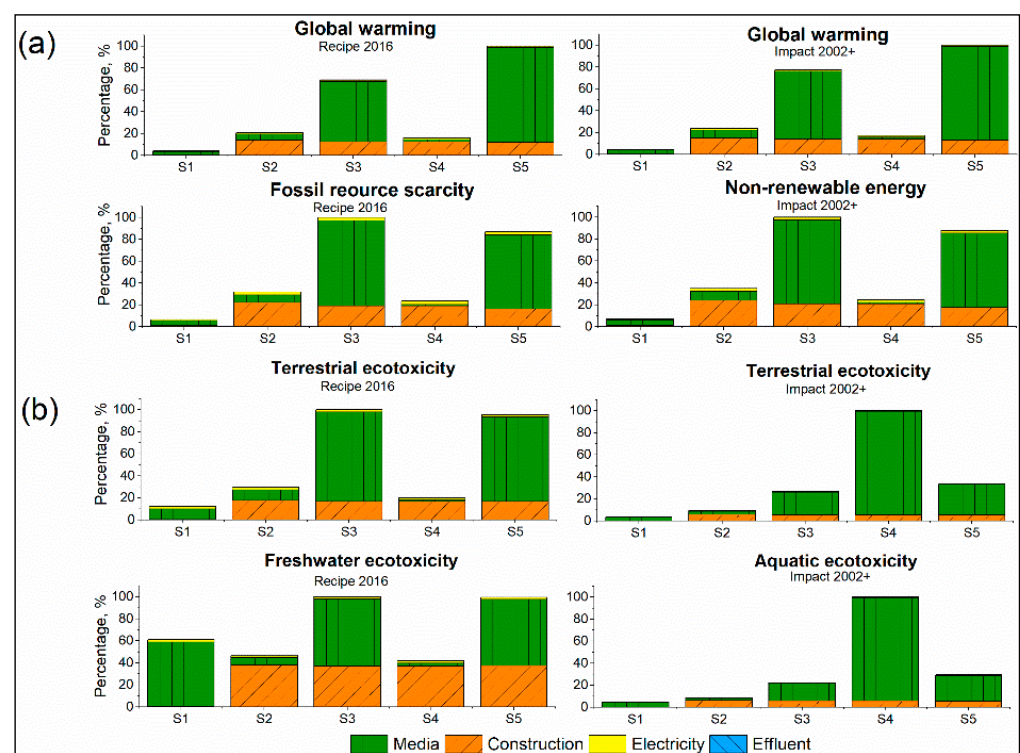 (a)
Global warming
Recipe 2016
Percentage, %
100
80
60
40
20
0
S1 S2 S3 S4 S5
Global warming
Impact 2002+
100
80
60
40
20
0
S1 S2 S3 S4 S5
Fossil reource scarcity
Recipe 2016
Percentage, %
100
80
60
40
20
0
S1 S2 S3 S4 S5
Non-renewable energy
Impact 2002+
100
80
60
40
20
0
S1 S2 S3 S4 S5
(b)
Terrestrial ecotoxicity
Recipe 2016
Percentage, %
100
80
60
40
20
0
S1 S2 S3 S4 S5
Terrestrial ecotoxicity
Impact 2002+
100
80
60
40
20
0
S1 S2 S3 S4 S5
Freshwater ecotoxicity
Recipe 2016
Percentage, %
100
80
60
40
20
0
S1 S2 S3 S4 S5
Aquatic ecotoxicity
Impact 2002+
100
80
60
40
20
0
S1 S2 S3 S4 S5
Media Construction Electricity Effluent